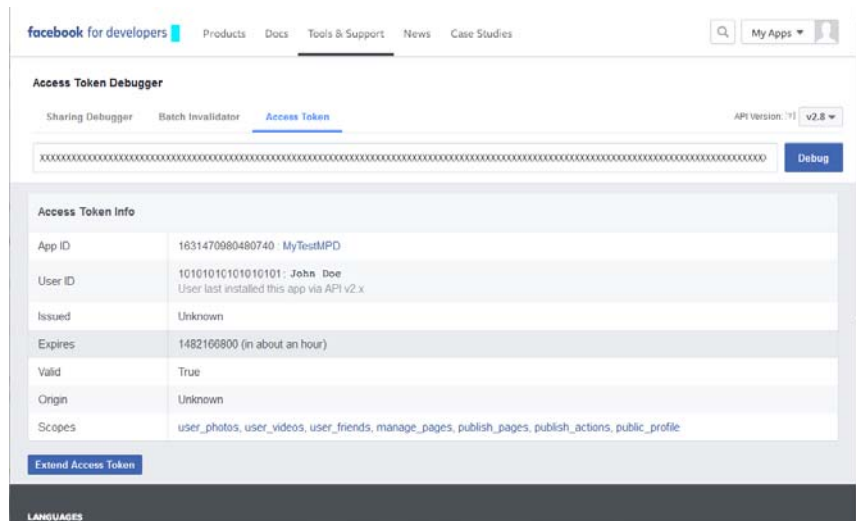 facebook for developers Products Docs Tools & Support News Case Studies My Apps
Access Token Debugger
Sharing Debugger Batch Invalidator Access Token API Version: [?] v2.8
Debug
Access Token Info
App ID 1631470980480740 : MyTestMPD
User ID 10101010101010101: John Doe
User last installed this app via API v2.x
Issued Unknown
Expires 1482166800 (in about an hour)
Valid True
Origin Unknown
Scopes user_photos, user_videos, user_friends, manage_pages, publish_pages, publish_actions, public_profile
Extend Access Token
LANGUAGES